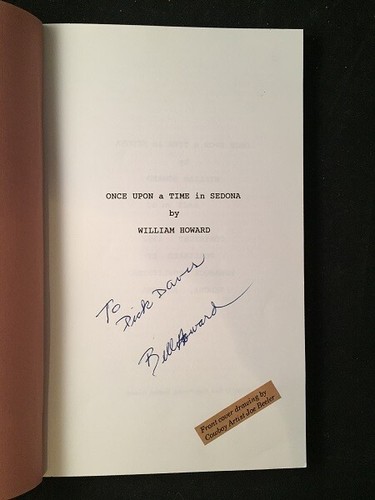 ONCE UPON a TIME in SEDONA
by
WILLIAM HOWARD
To
Dick Davis
Bill Howard
Front cover drawing by
Cowboy Artist Joe Beeler